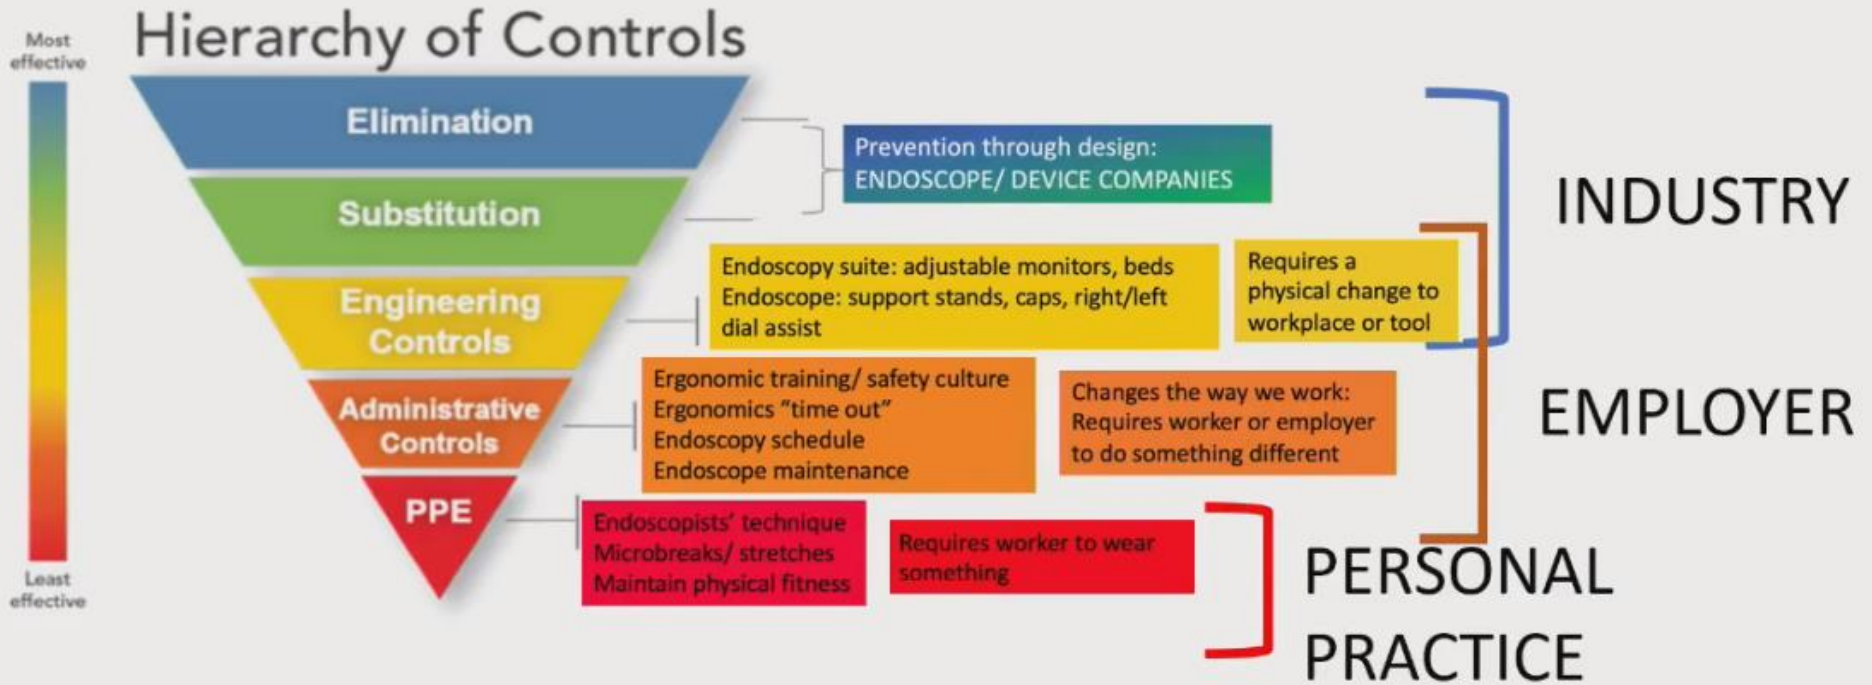 Hierarchy of Controls
Most
effective
Elimination
Prevention through design:
ENDOSCOPE/ DEVICE COMPANIES
INDUSTRY
Substitution
Engineering
Controls
Endoscopy suite: adjustable monitors, beds
Endoscope: support stands, caps, right/left
dial assist
Requires a
physical change to
workplace or tool
Administrative
Controls
Ergonomic training/ safety culture
Ergonomics “time out”
Endoscopy schedule
Endoscope maintenance
Changes the way we work:
Requires worker or employer
to do something different
EMPLOYER
PPE
Endoscopists’ technique
Microbreaks/ stretches
Maintain physical fitness
Requires worker to wear
something
PERSONAL
PRACTICE
Least
effective